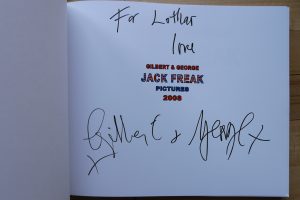 For Lothar
love
GILBERT & GEORGE
JACK FREAK
PICTURES
2008
Gilbert & George x
x